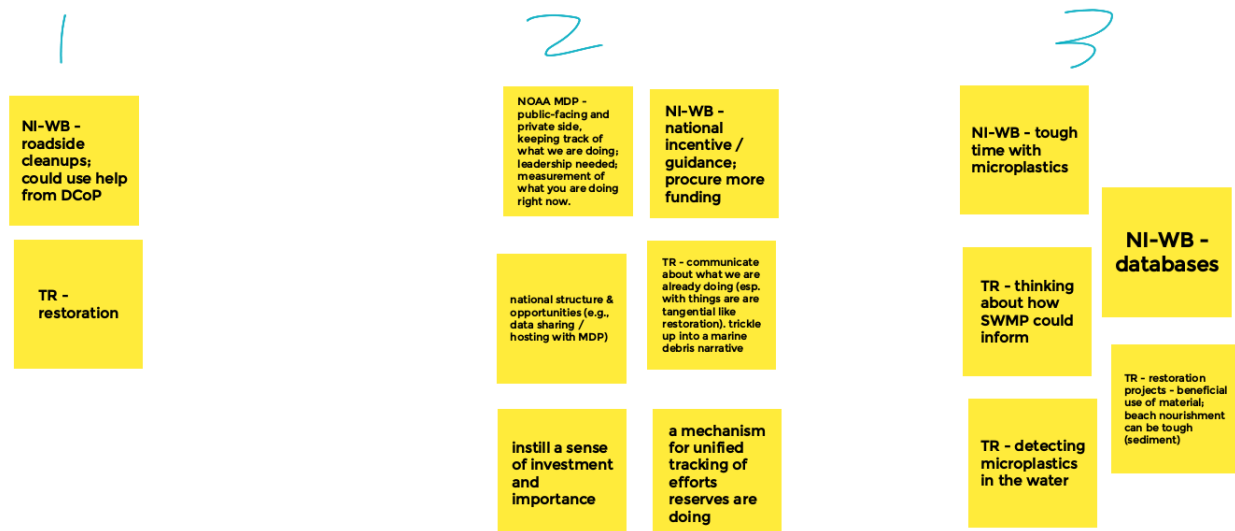 1
2
3
NI-WB -
roadside
cleanups;
could use help
from DCoP
TR -
restoration
NOAA MDP -
public-facing and
private side,
keeping track of
what we are doing;
leadership needed;
measurement of
what you are doing
right now.
NI-WB -
national
incentive /
guidance;
procure more
funding
national structure &
opportunities (e.g.,
data sharing /
hosting with MDP)
TR - communicate
about what we are
already doing (esp.
with things are are
tangential like
restoration). trickle
up into a marine
debris narrative
instill a sense
of investment
and
importance
a mechanism
for unified
tracking of
efforts
reserves are
doing
NI-WB - tough
time with
microplastics
NI-WB -
databases
TR - thinking
about how
SWMP could
inform
TR - restoration
projects - beneficial
use of material;
beach nourishment
can be tough
(sediment)
TR - detecting
microplastics
in the water